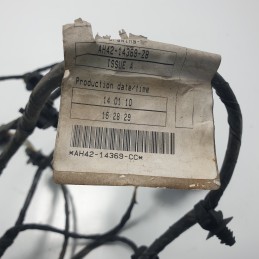 AH42-14369-29
ISSUE 4
Production date/time
14 01 10
16 28 29
*AH42-14369-CC*